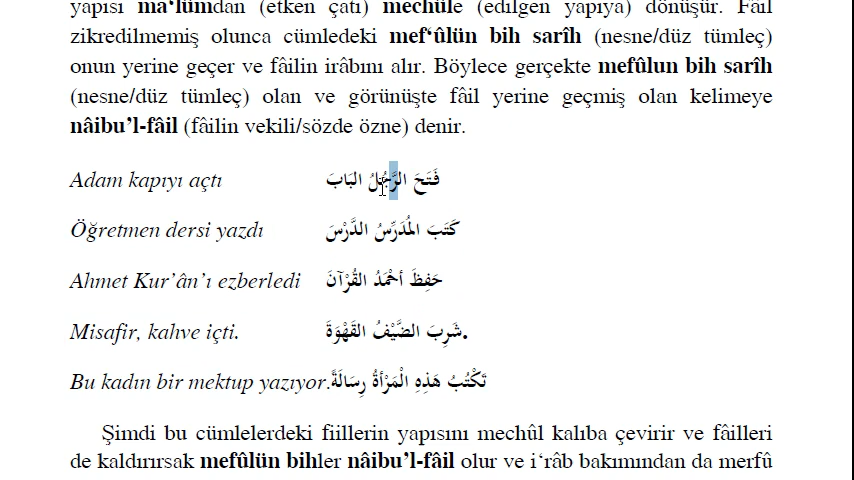 yapısı ma‘lûmdan (etken çatı) mechûle (edilgen yapıya) dönüşür. Fâil
zikredilmemiş olunca cümledeki mef‘ûlün bih sarîh (nesne/düz tümleç)
onun yerine geçer ve fâilin irâbını alır. Böylece gerçekte mefûlun bih sarîh
(nesne/düz tümleç) olan ve görünüşte fâil yerine geçmiş olan kelimeye
nâibu’l-fâil (fâilin vekili/sözde özne) denir.
Adam kapıyı açtı فَتَحَ الرَّجُلُ البَابَ
Öğretmen dersi yazdı كَتَبَ المُدَرِّسُ الدَّرْسَ
Ahmet Kur’ân’ı ezberledi حَفِظَ أحْمَدُ القُرْآنَ
Misafir, kahve içti. شَرِبَ الضَّيْفُ القَهْوَةَ.
Bu kadın bir mektup yazıyor. تَكْتُبُ هَذِهِ الْمَرْأةُ رِسَالَةً
Şimdi bu cümlelerdeki fiillerin yapısını mechûl kalıba çevirir ve fâilleri
de kaldırırsak mefûlün bihler nâibu’l-fâil olur ve i‘râb bakımından da merfû